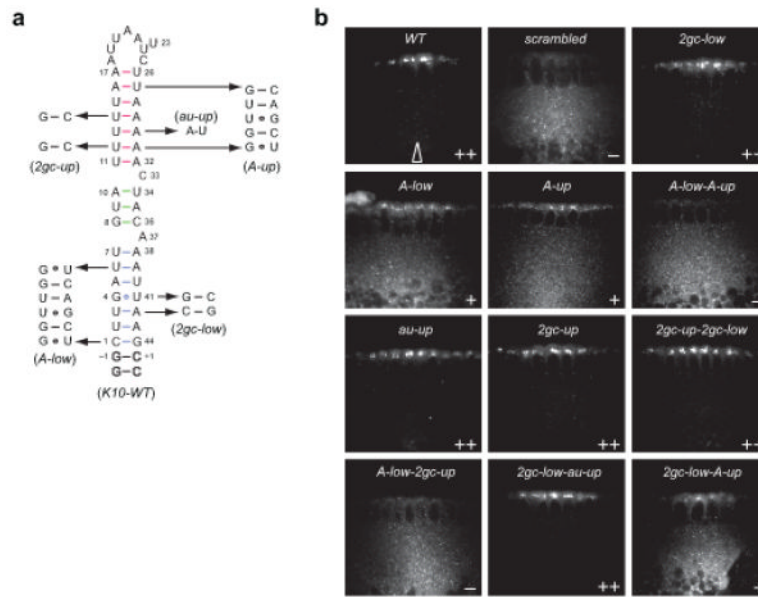 a
U A A
U A U U 23
A C
17 A U 26
A U
U A
U A
U A
U A
11 U A 32
C 33
10 A U 34
U A
8 G C 36
A 37
7 U A 38
U A
A U
4 G U 41
U A
U A
1 C G 44
–1 G C +1
G C
(K10-WT)
G–C
G–C
(2gc-up)
(au-up)
A-U
G C
U A
U G
G C
G U
(A-up)
G U
G C
U A
U G
G C
G U
(A-low)
G – C
C – G
(2gc-low)
b
WT
++
scrambled
–
2gc-low
+
A-low
+
A-up
+
A-low-A-up
–
au-up
++
2gc-up
++
2gc-up-2gc-low
+
A-low-2gc-up
–
2gc-low-au-up
++
2gc-low-A-up